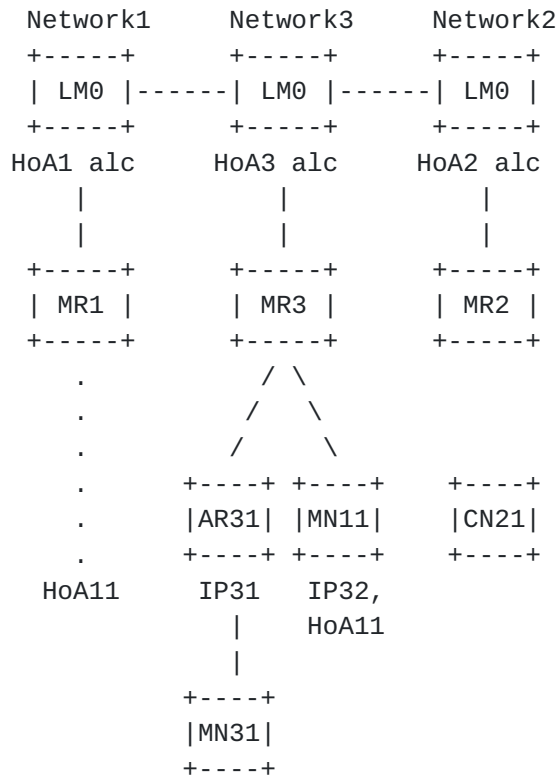 Network1 Network3 Network2
+-----+ +-----+ +-----+
| LM0 |------| LM0 |------| LM0 |
+-----+ +-----+ +-----+
HoA1 alc HoA3 alc HoA2 alc
| | |
| | |
+-----+ +-----+ +-----+
| MR1 | | MR3 | | MR2 |
+-----+ +-----+ +-----+
. / \
. / \
. / \
. +----+ +----+ +----+
. |AR31| |MN11| |CN21|
. +----+ +----+ +----+
HoA11 IP31 IP32,
| HoA11
|
+----+
|MN31|
+----+